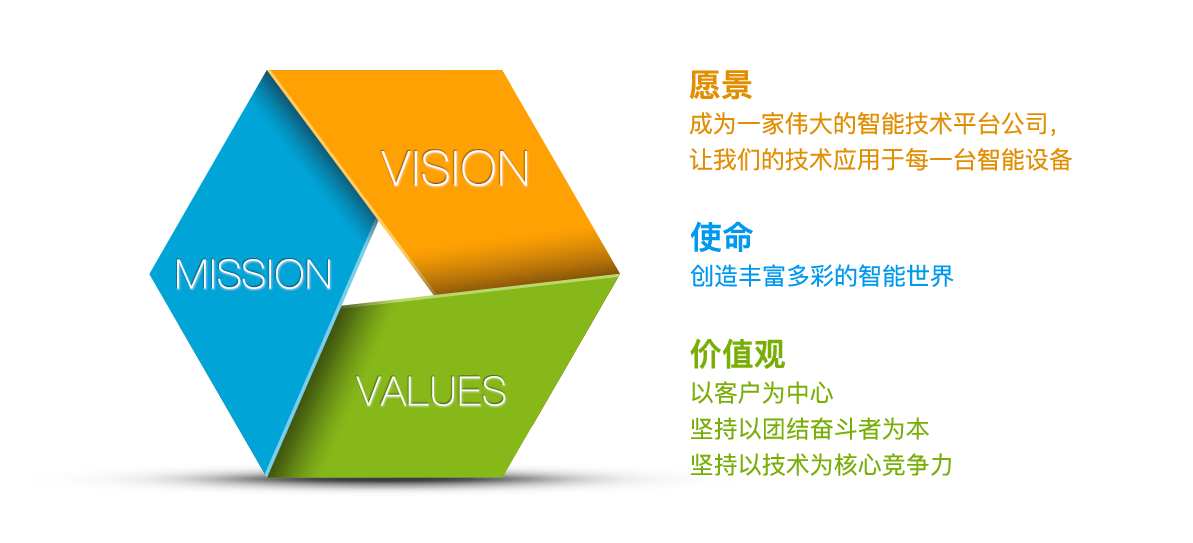 VISION
MISSION
VALUES
愿景
成为一家伟大的智能技术平台公司，
让我们的技术应用于每一台智能设备
使命
创造丰富多彩的智能世界
价值观
以客户为中心
坚持以团结奋斗者为本
坚持以技术为核心竞争力